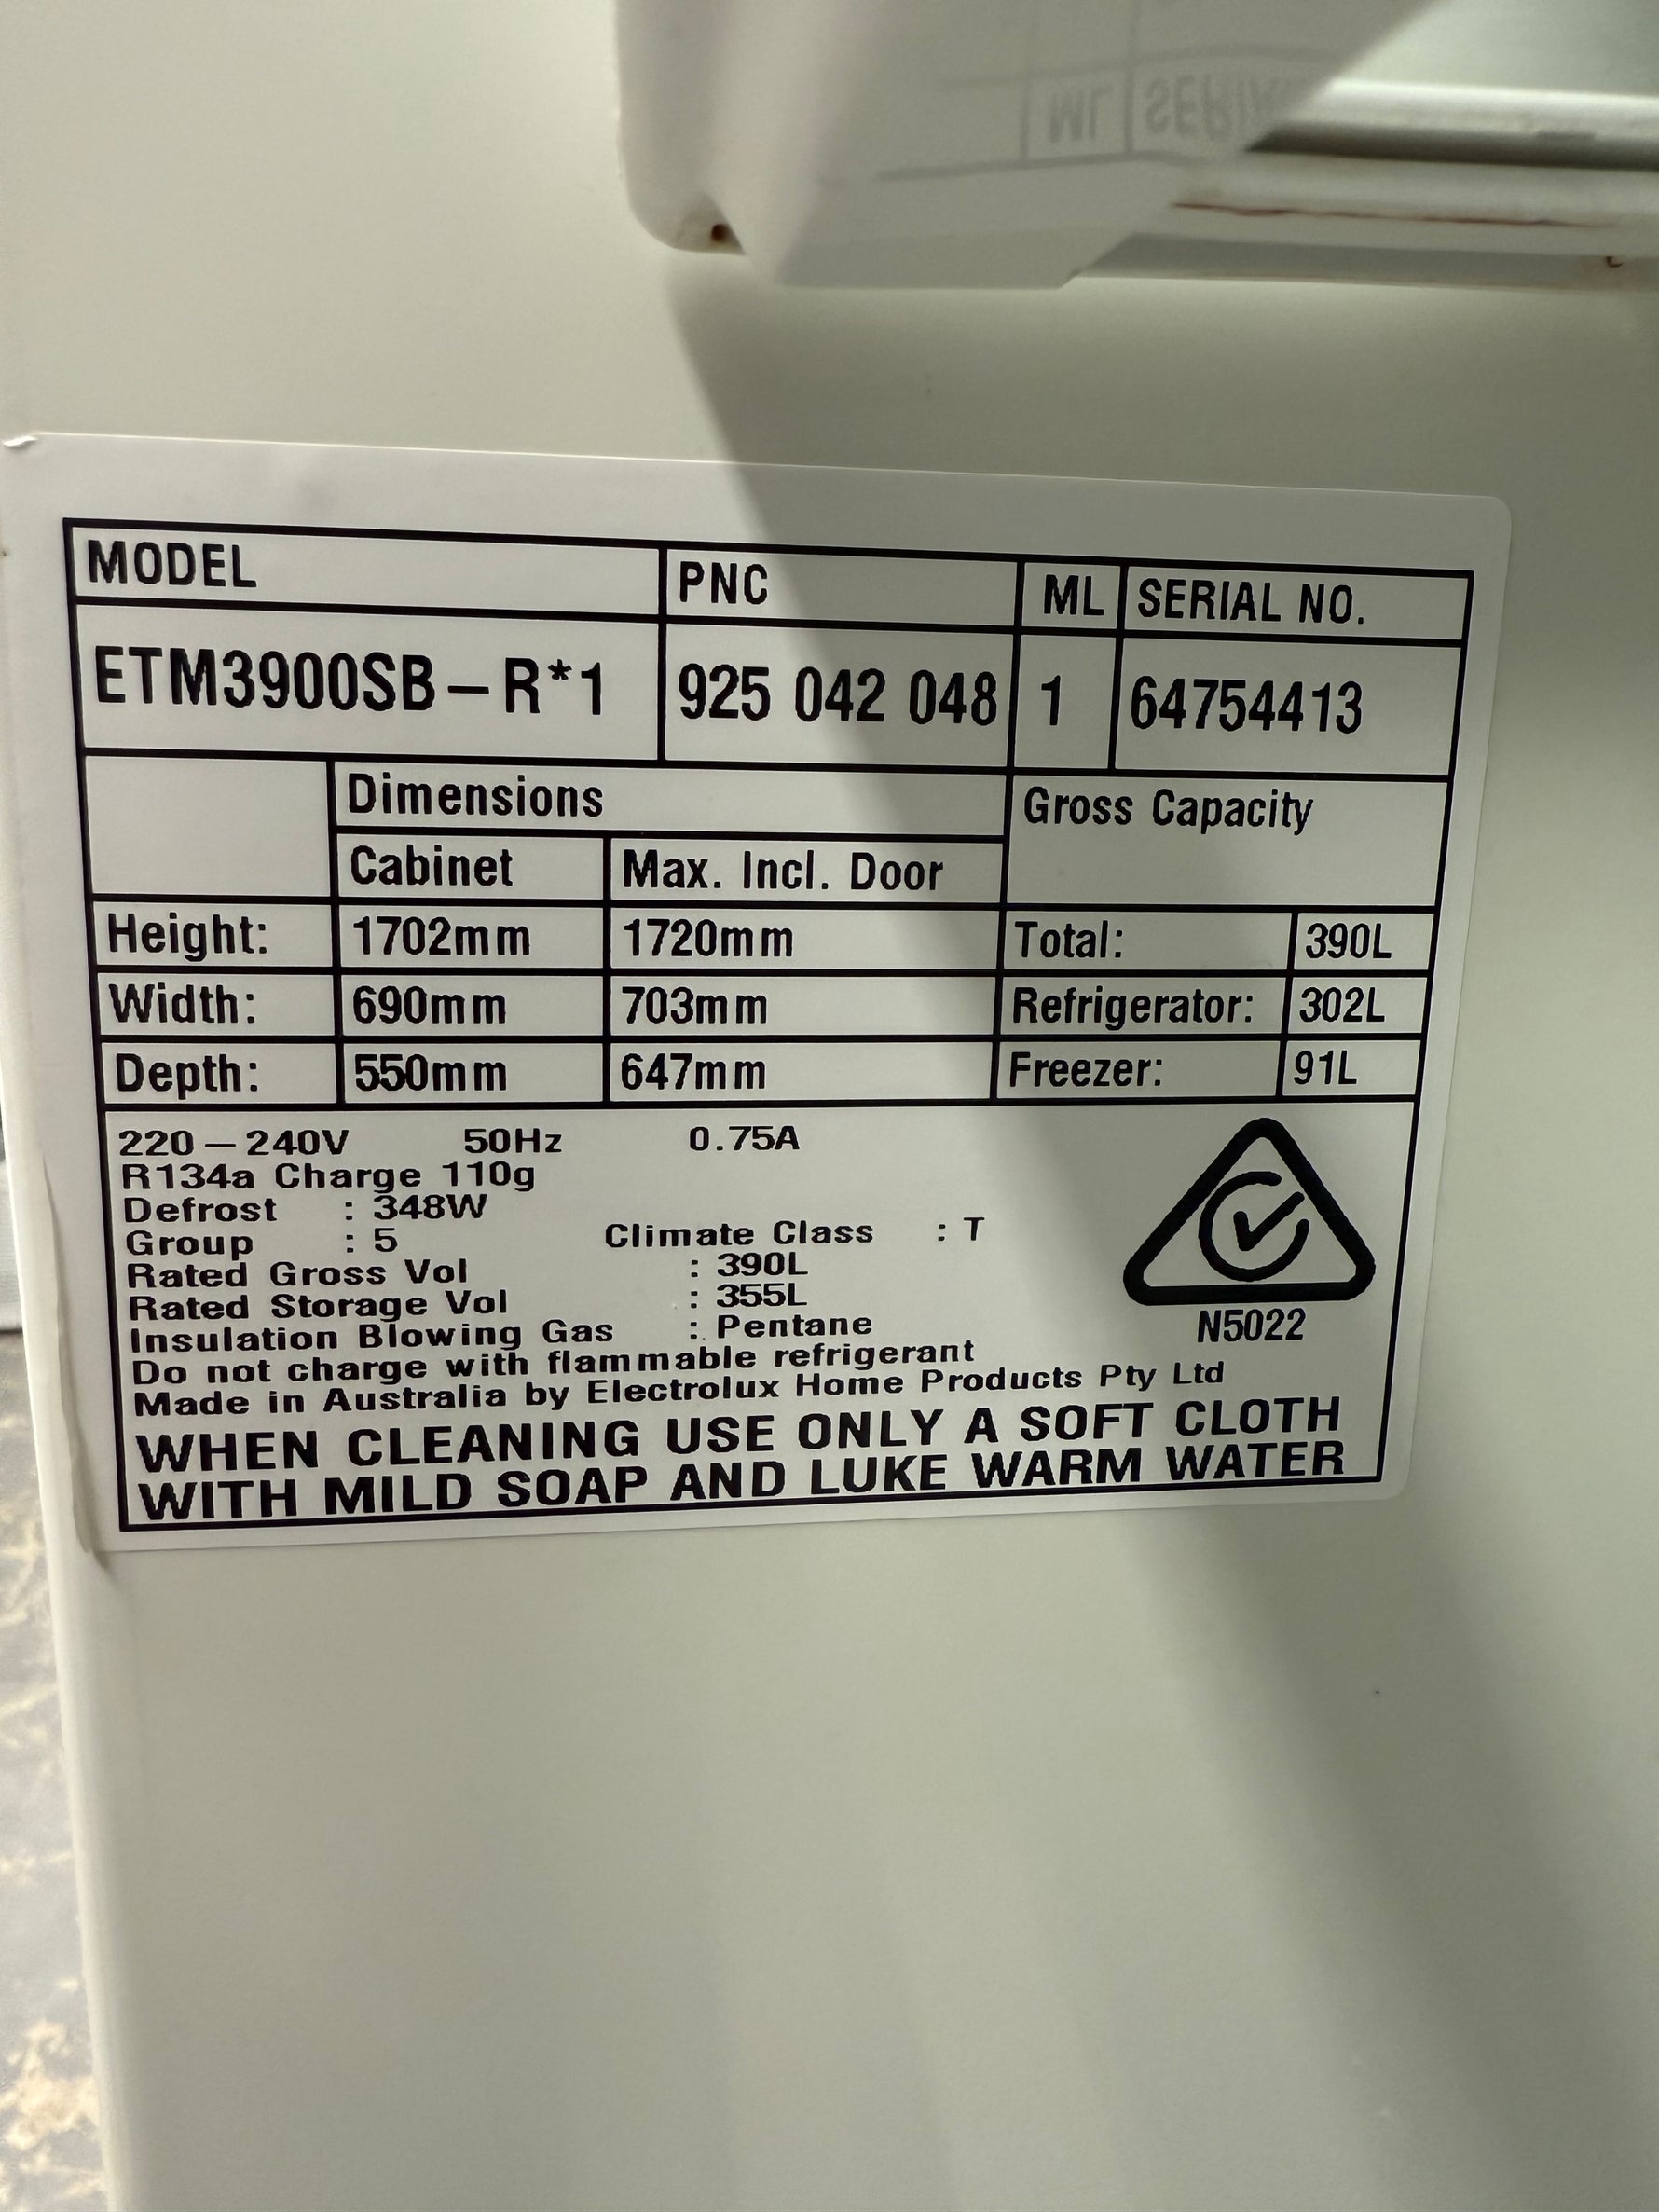 MODEL PNC ML SERIAL NO.
ETM3900SB-R*1 925 042 048 1 64754413
Dimensions Gross Capacity
Cabinet Max. Incl. Door
Height: 1702mm 1720mm Total: 390L
Width: 690mm 703mm Refrigerator: 302L
Depth: 550mm 647mm Freezer: 91L
220-240V 50Hz 0.75A
R134a Charge 110g
Defrost : 348W
Group : 5 Climate Class : T
Rated Gross Vol : 390L
Rated Storage Vol : 355L
Insulation Blowing Gas : Pentane
N5022
Do not charge with flammable refrigerant
Made in Australia by Electrolux Home Products Pty Ltd
WHEN CLEANING USE ONLY A SOFT CLOTH
WITH MILD SOAP AND LUKE WARM WATER